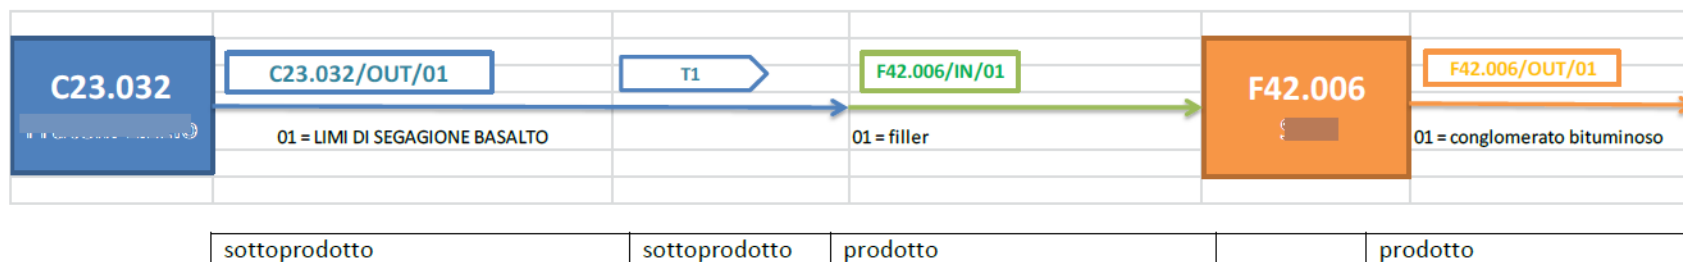 C23.032
C23.032/OUT/01
T1
F42.006/IN/01
F42.006
F42.006/OUT/01
01 = LIMI DI SEGAGIONE BASALTO
01 = filler
01 = conglomerato bituminoso
sottoprodotto
sottoprodotto
prodotto
prodotto